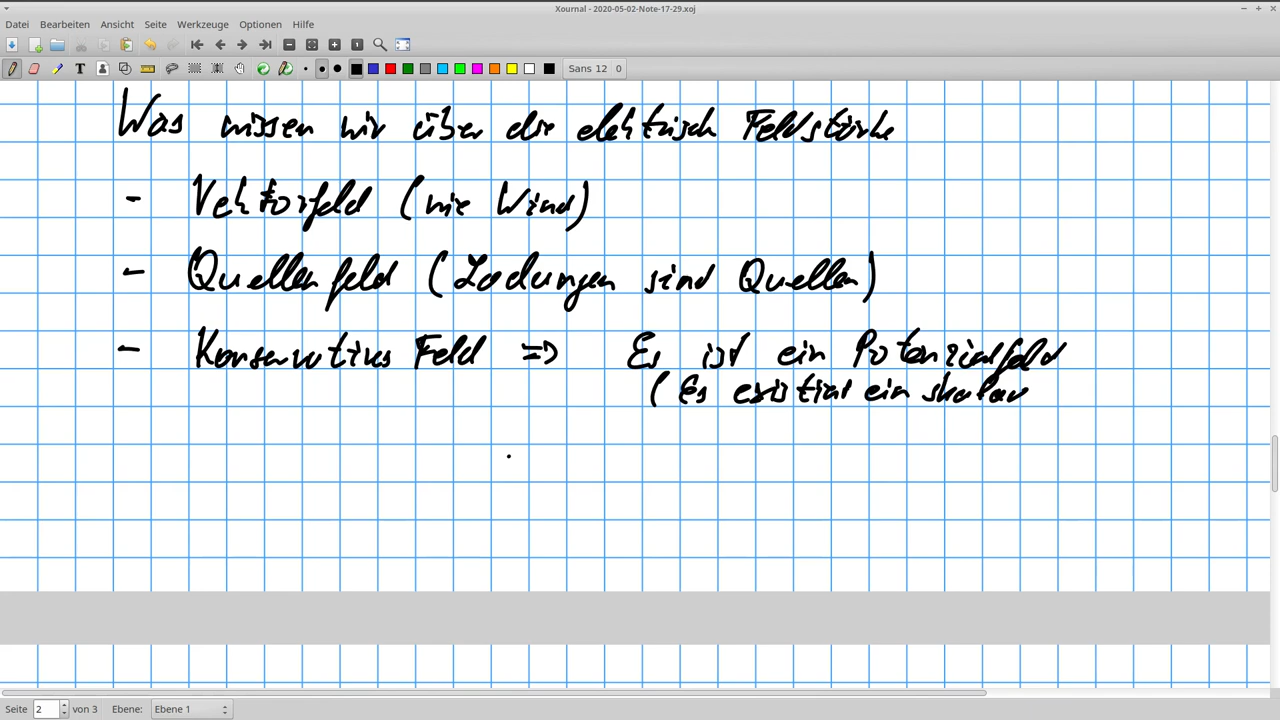 Xournal - 2020-05-02-Note-17-29.xoj
Datei Bearbeiten Ansicht Seite Werkzeuge Optionen Hilfe
Sans 12 0
Was wissen wir über die elektrisch Feldstärke
- Vektorfeld (wie Wind)
- Quellenfeld (Ladungen sind Quellen)
- Konservatives Feld => Es ist ein Potenzialfeld
(Es existiert ein skalar
Seite 2 von 3 Ebene: Ebene 1